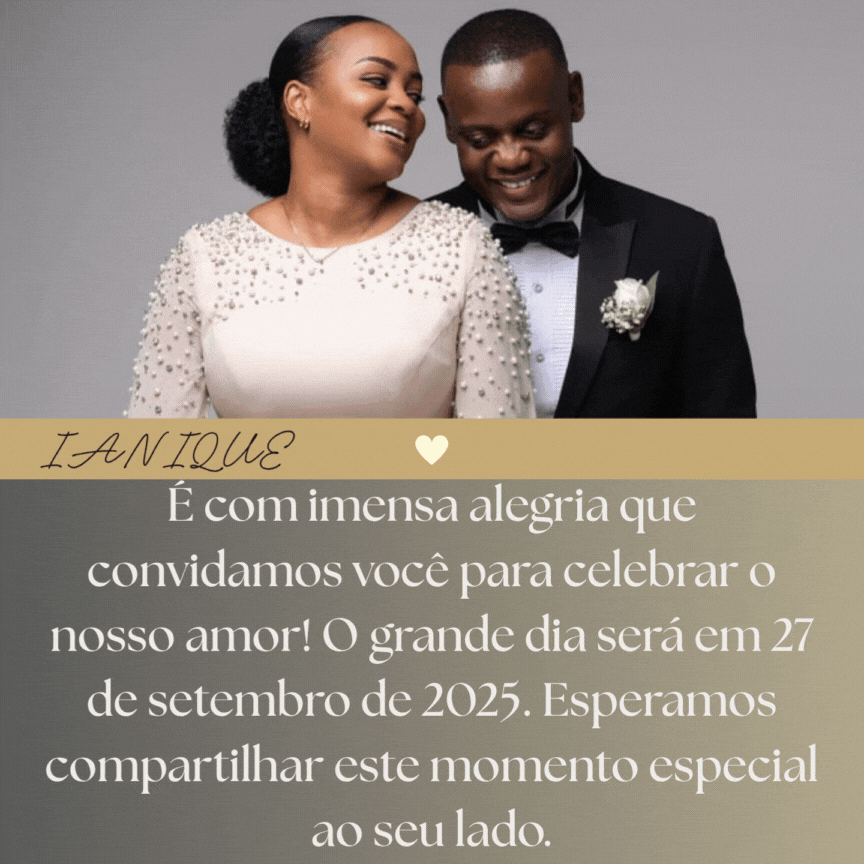 IANIQUE
É com imensa alegria que
convidamos você para celebrar o
nosso amor! O grande dia será em 27
de setembro de 2025. Esperamos
compartilhar este momento especial
ao seu lado.